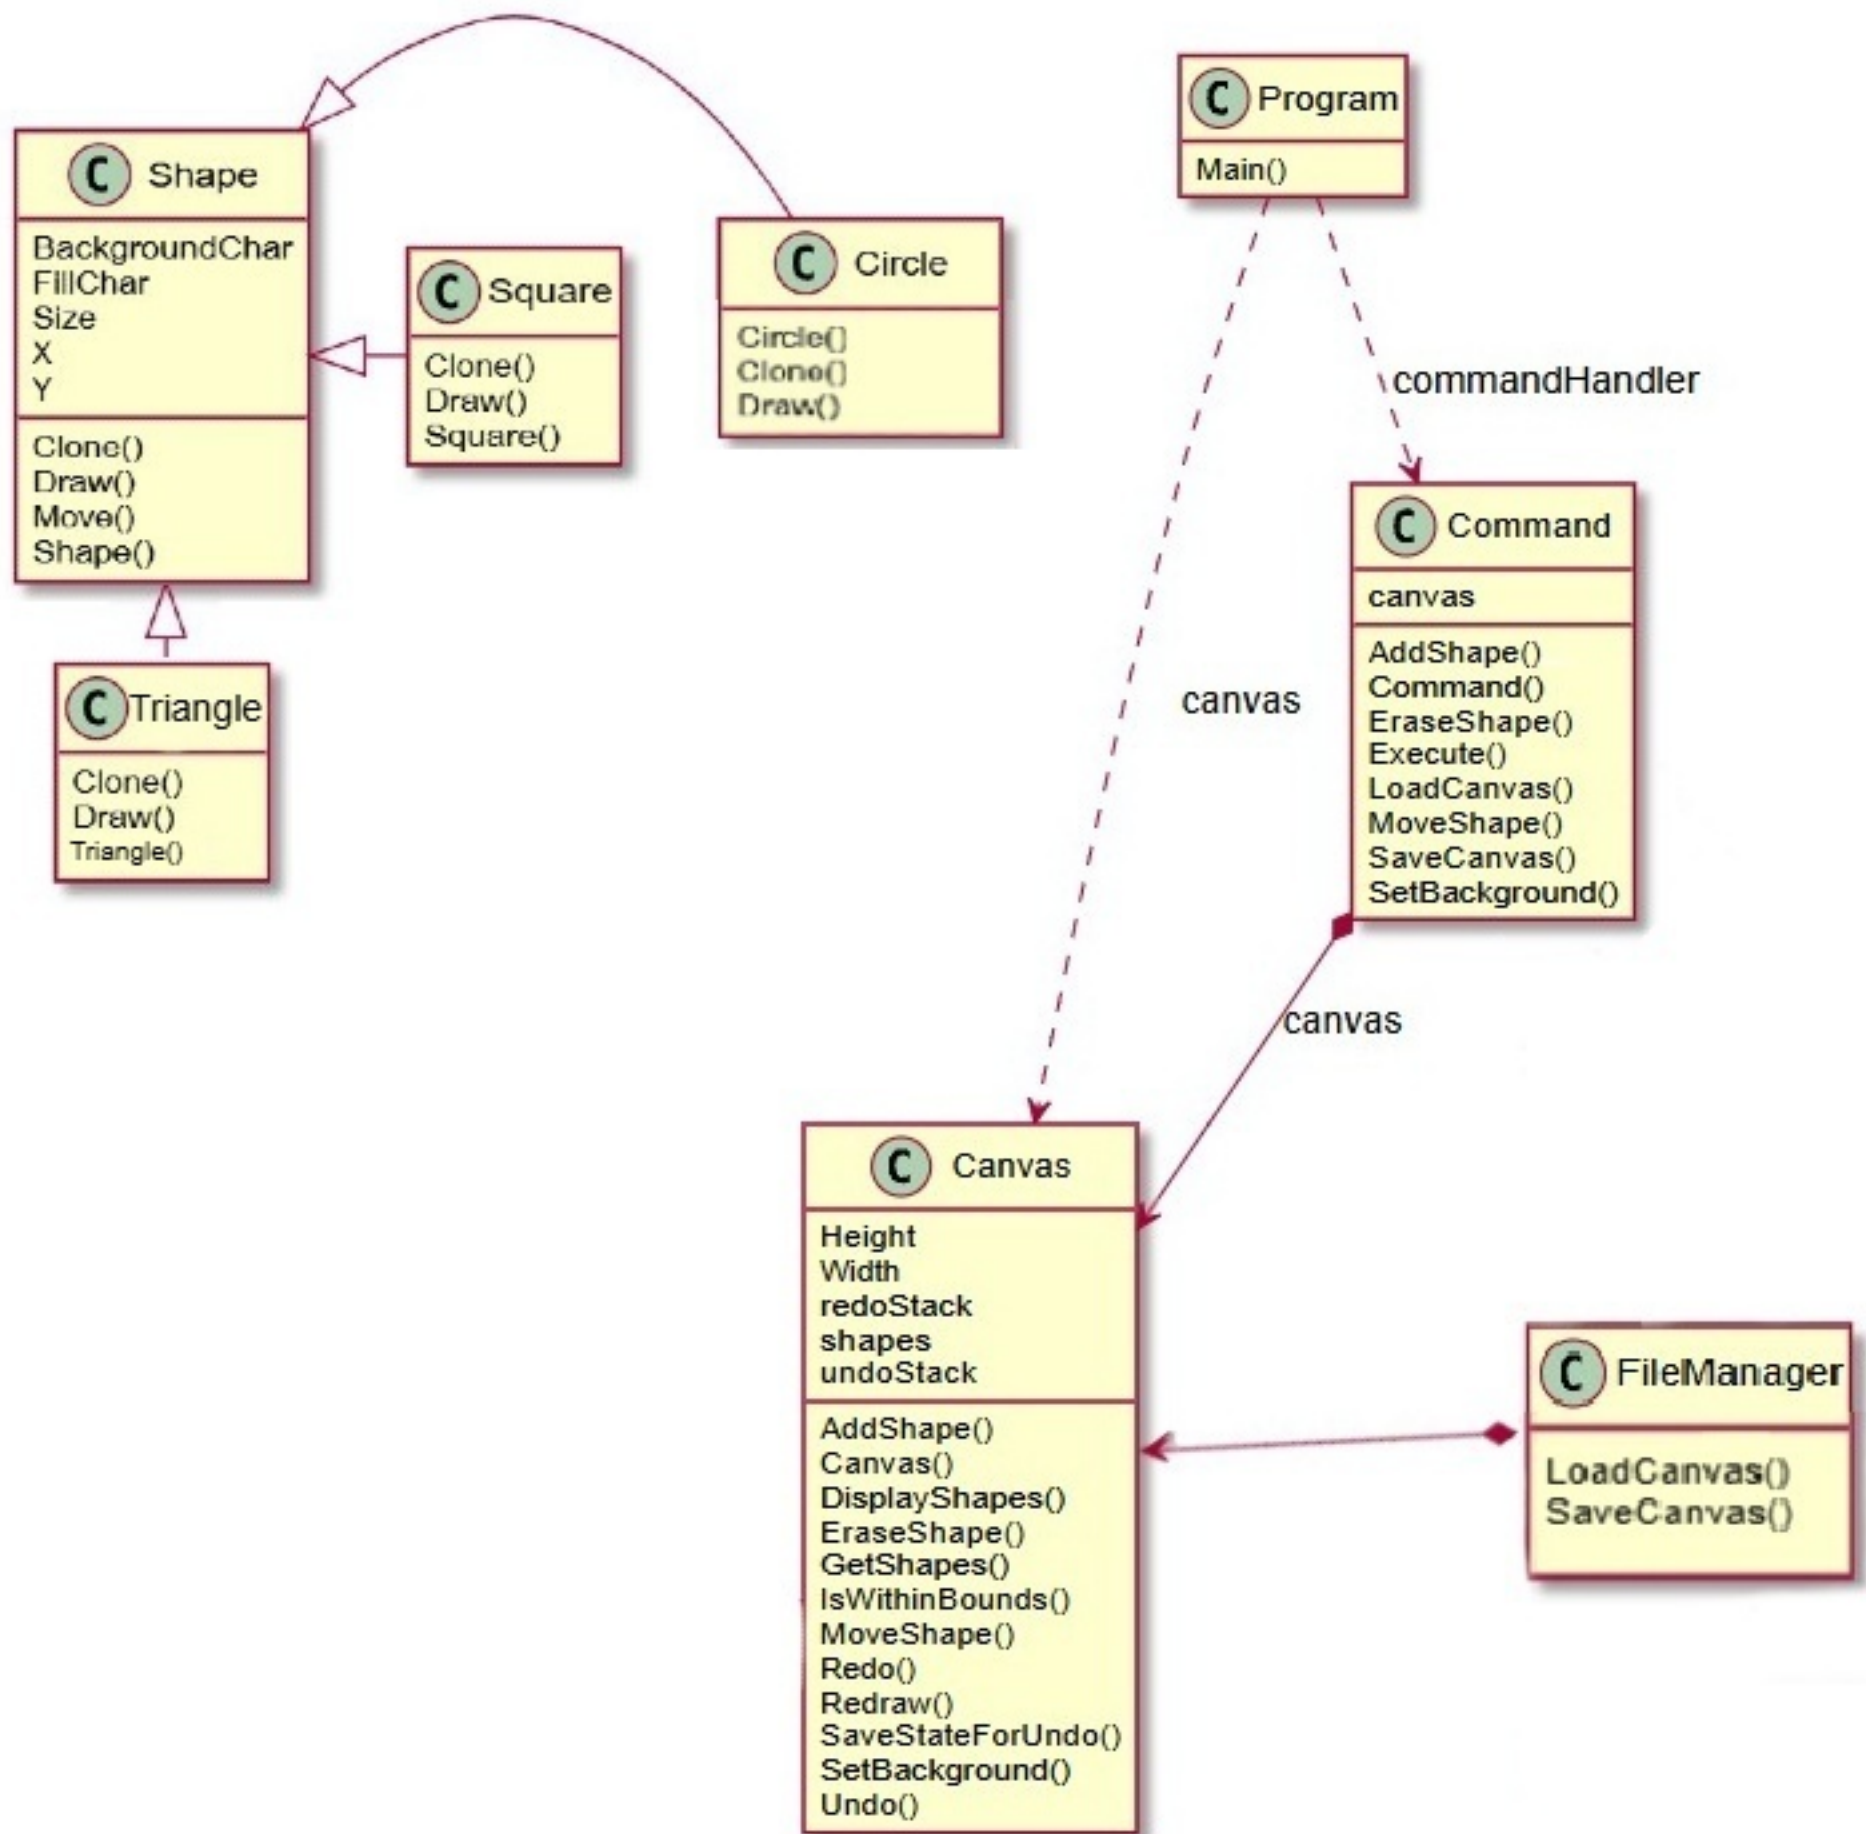 C Shape
BackgroundChar
FillChar
Size
X
Y
Clone()
Draw()
Move()
Shape()
C Square
Clone()
Draw()
Square()
C Circle
Circle()
Clone()
Draw()
C Triangle
Clone()
Draw()
Triangle()
C Program
Main()
commandHandler
canvas
C Command
canvas
AddShape()
Command()
EraseShape()
Execute()
LoadCanvas()
MoveShape()
SaveCanvas()
SetBackground()
canvas
C Canvas
Height
Width
redoStack
shapes
undoStack
AddShape()
Canvas()
DisplayShapes()
EraseShape()
GetShapes()
IsWithinBounds()
MoveShape()
Redo()
Redraw()
SaveStateForUndo()
SetBackground()
Undo()
C FileManager
LoadCanvas()
SaveCanvas()